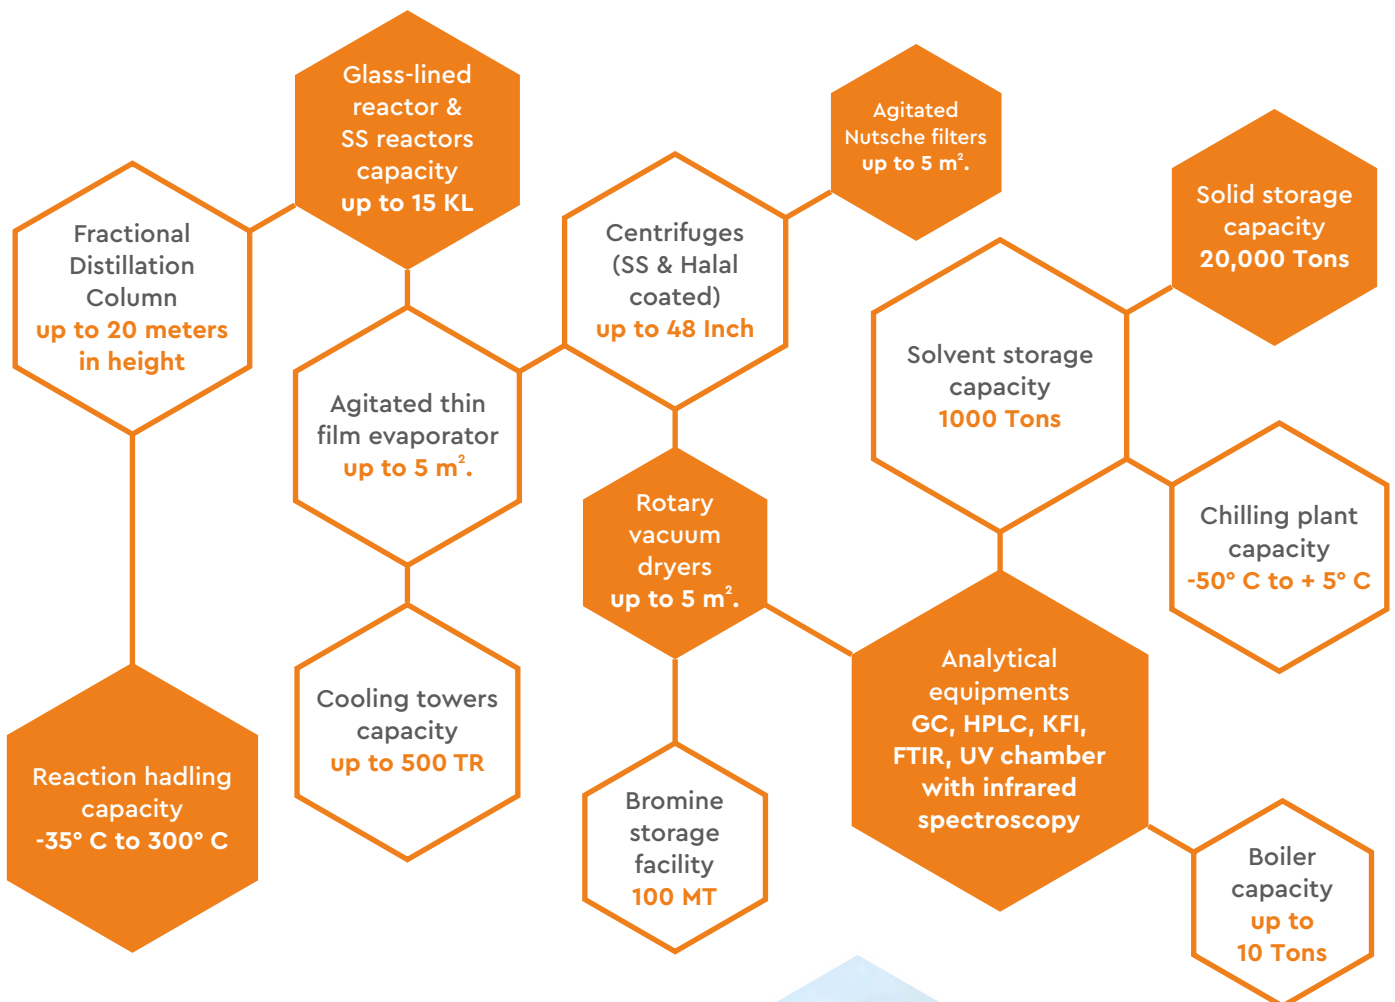 Glass-lined
reactor &
SS reactors
capacity
up to 15 KL
Agitated
Nutsche filters
up to 5 m².
Solid storage
capacity
20,000 Tons
Fractional
Distillation
Column
up to 20 meters
in height
Centrifuges
(SS & Halal
coated)
up to 48 Inch
Solvent storage
capacity
1000 Tons
Agitated thin
film evaporator
up to 5 m².
Rotary
vacuum
dryers
up to 5 m².
Chilling plant
capacity
-50° C to + 5° C
Cooling towers
capacity
up to 500 TR
Analytical
equipments
GC, HPLC, KFI,
FTIR, UV chamber
with infrared
spectroscopy
Reaction hadling
capacity
-35° C to 300° C
Bromine
storage
facility
100 MT
Boiler
capacity
up to
10 Tons